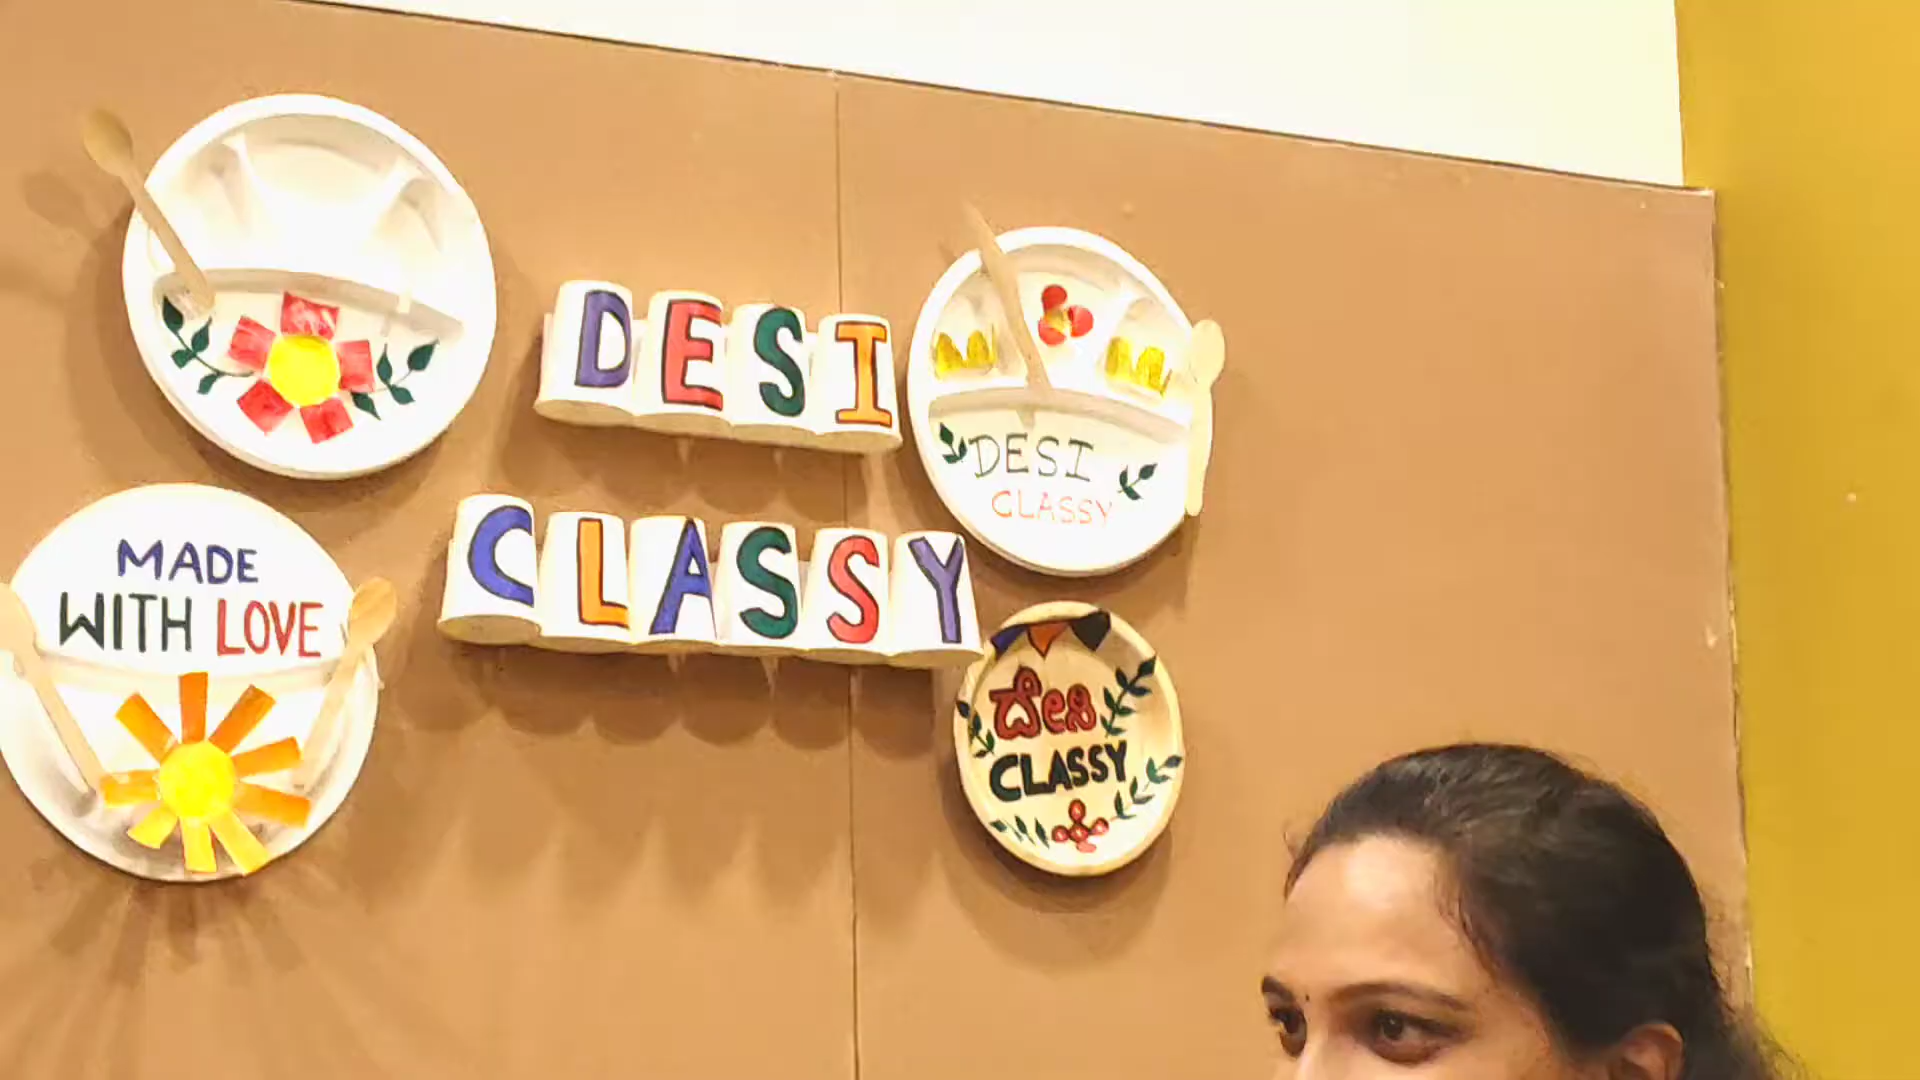 DESI
CLASSY
DESI
CLASSY
MADE
WITH LOVE
ದೇಸಿ
CLASSY